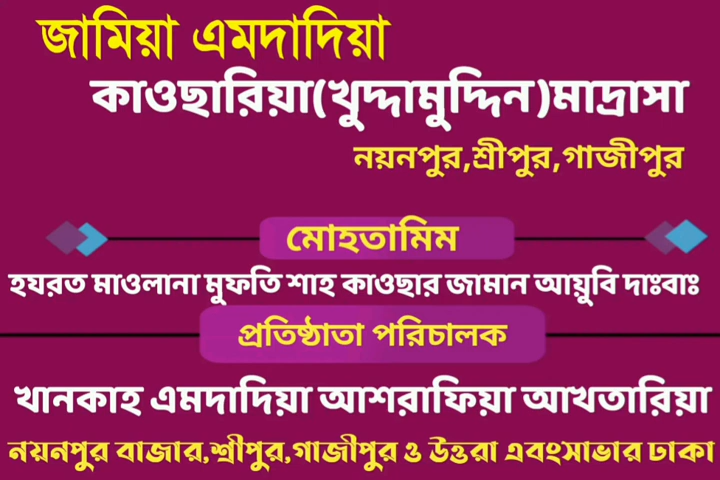 জামিয়া এমদাদিয়া
কাওছারিয়া(খুদ্দামুদ্দিন)মাদ্রাসা
নয়নপুর,শ্রীপুর,গাজীপুর
মোহতামিম
হযরত মাওলানা মুফতি শাহ কাওছার জামান আয়ুবি দাঃবাঃ
প্রতিষ্ঠাতা পরিচালক
খানকাহ এমদাদিয়া আশরাফিয়া আখতারিয়া
নয়নপুর বাজার,শ্রীপুর,গাজীপুর ও উত্তরা এবংসাভার ঢাকা